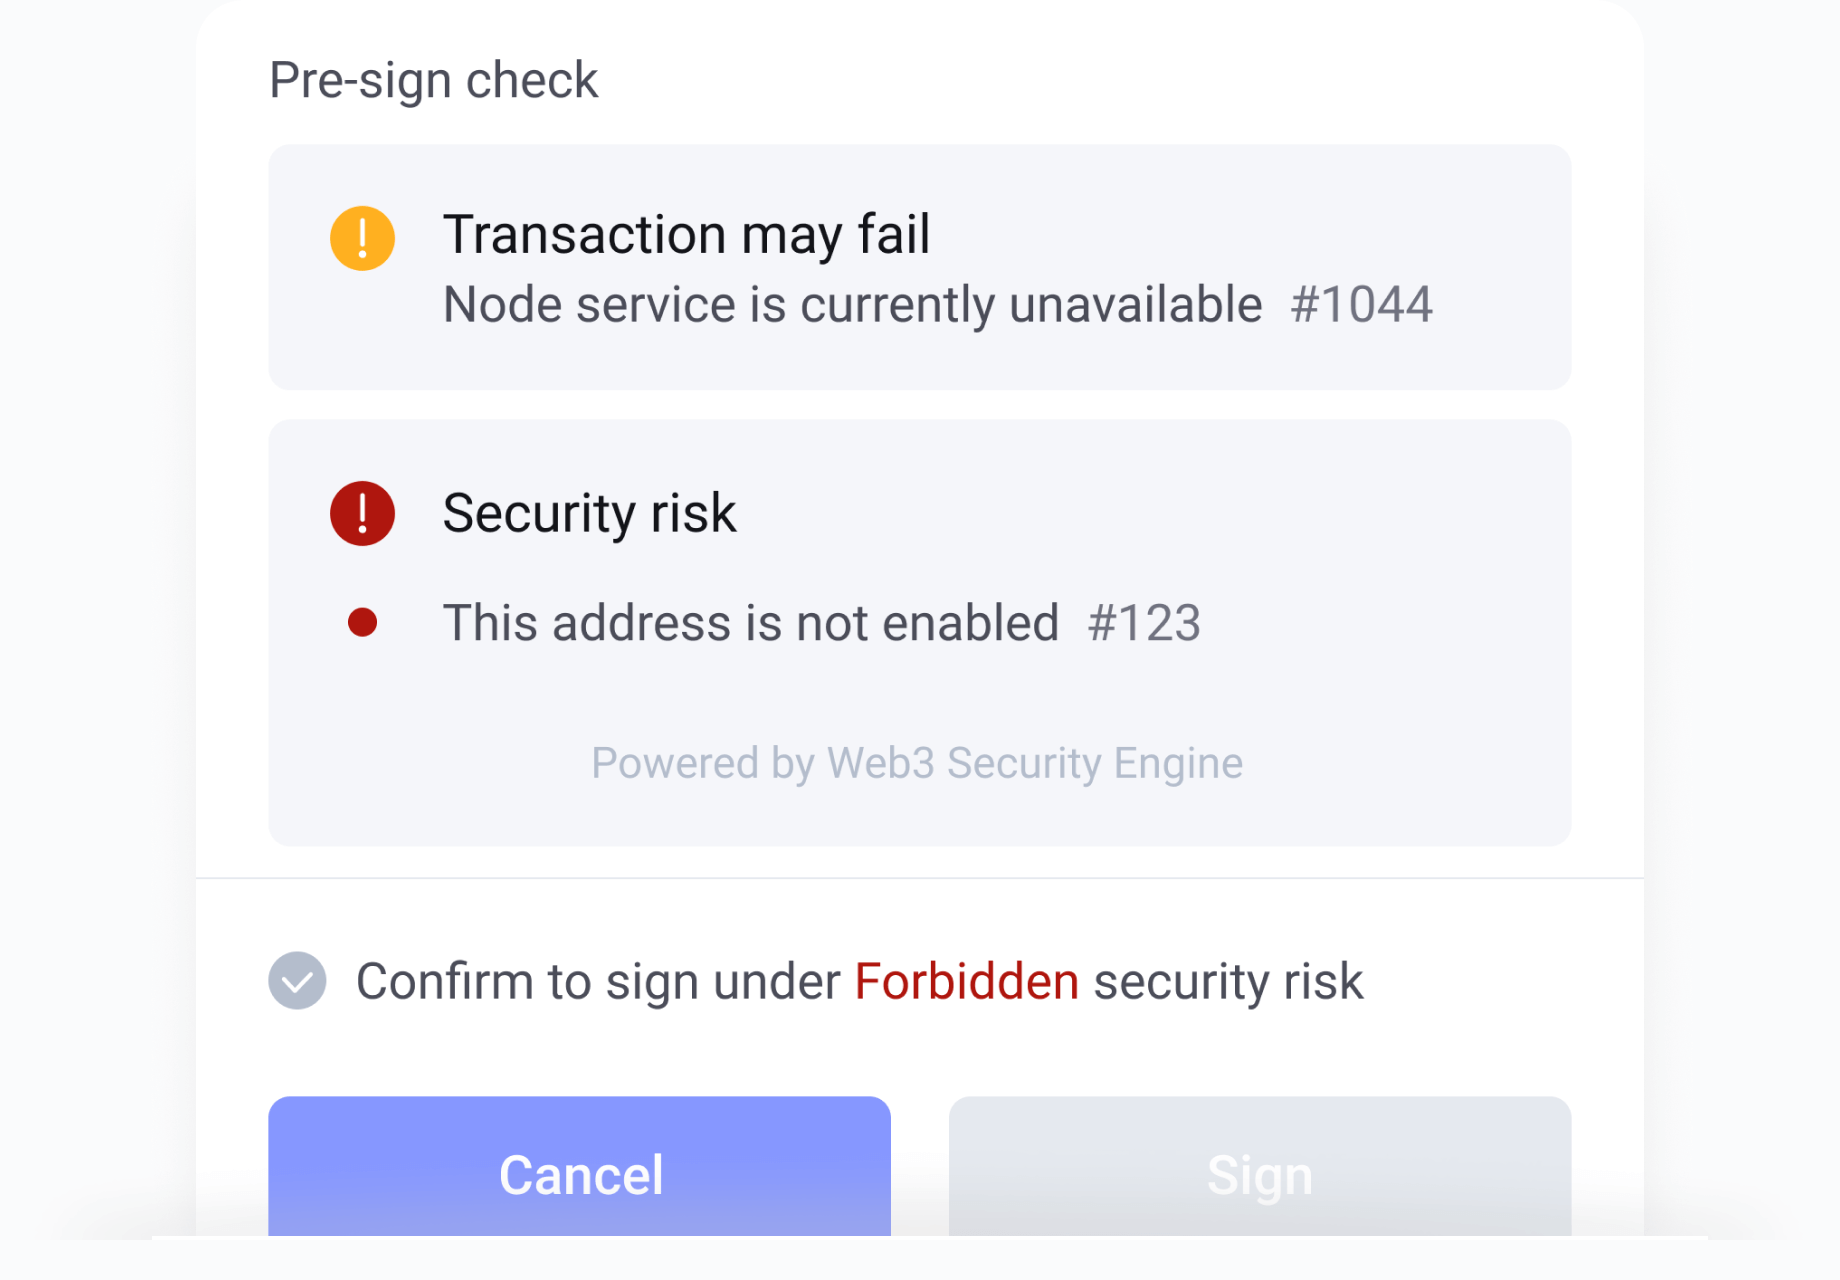 Pre-sign check
Transaction may fail
Node service is currently unavailable #1044
Security risk
This address is not enabled #123
Powered by Web3 Security Engine
Confirm to sign under Forbidden security risk
Cancel
Sign